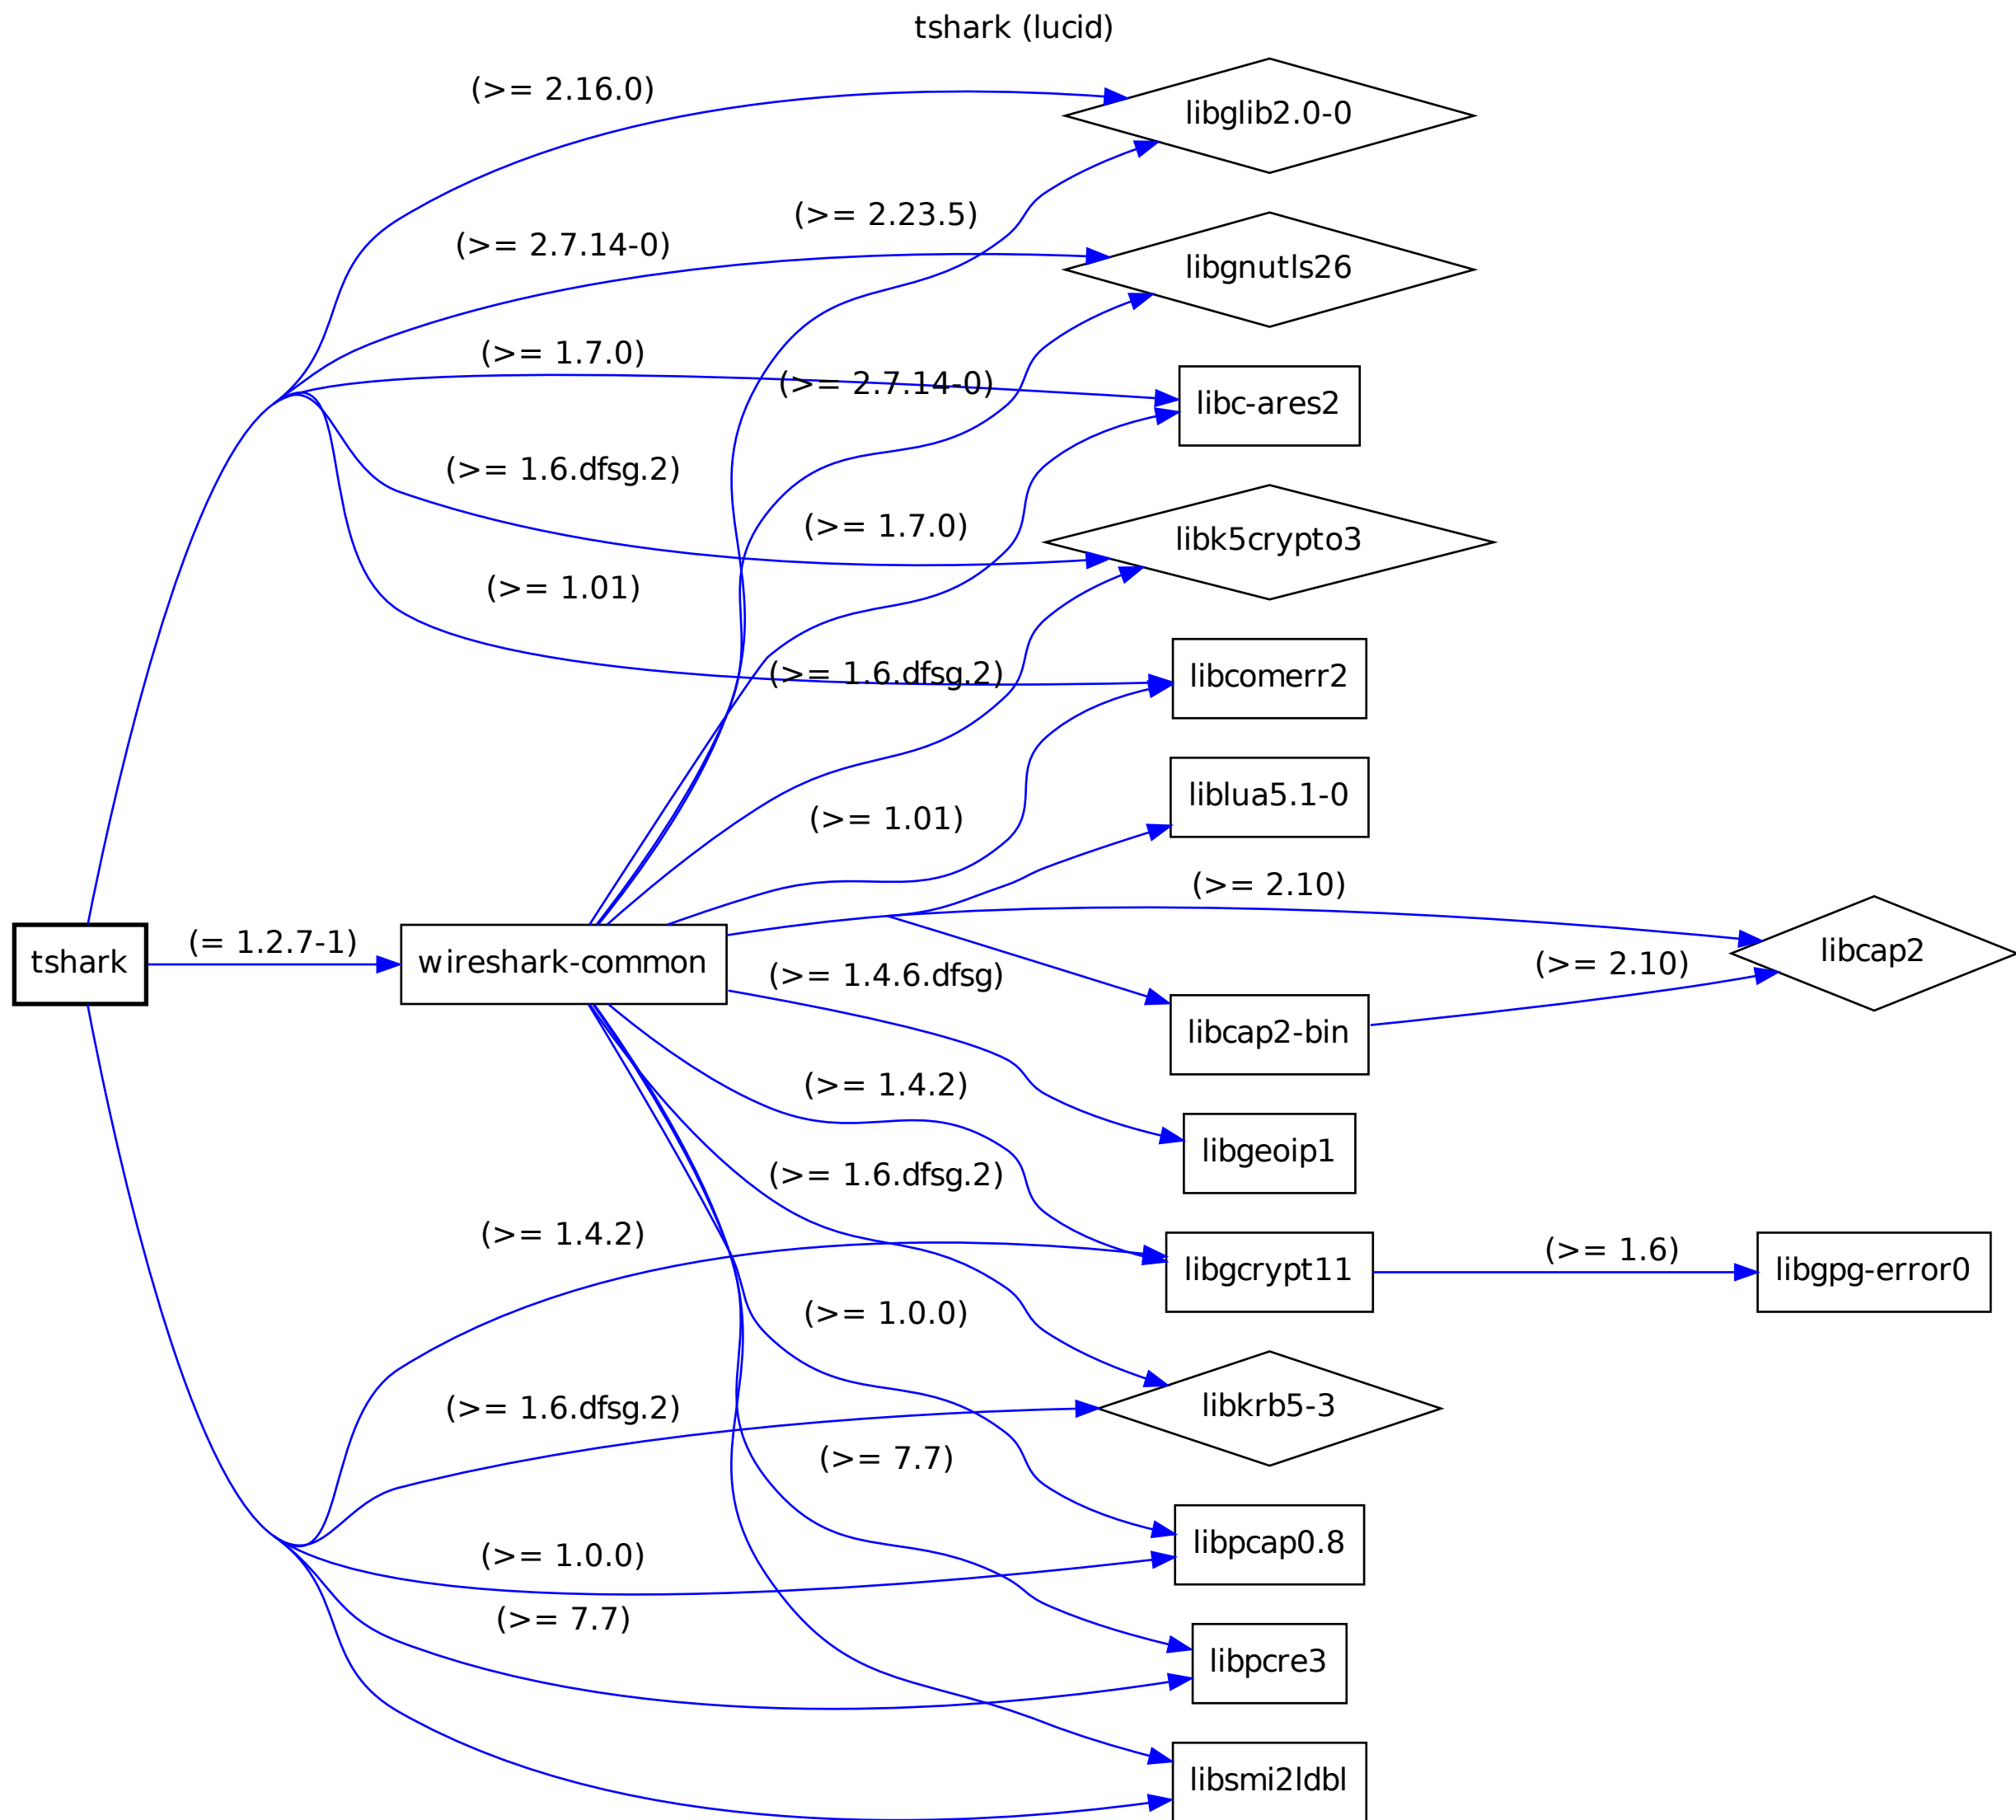 tshark (lucid)
(>= 2.16.0)
libglib2.0-0
(>= 2.23.5)
(>= 2.7.14-0)
libgnutls26
(>= 1.7.0)
(>= 2.7.14-0)
libc-ares2
(>= 1.6.dfsg.2)
(>= 1.7.0)
libk5crypto3
(>= 1.01)
(>= 1.6.dfsg.2)
libcomerr2
(>= 1.01)
liblua5.1-0
(>= 2.10)
tshark
(= 1.2.7-1)
wireshark-common
(>= 1.4.6.dfsg)
(>= 2.10)
libcap2
libcap2-bin
(>= 1.4.2)
libgeoip1
(>= 1.6.dfsg.2)
(>= 1.4.2)
libgcrypt11
(>= 1.6)
libgpg-error0
(>= 1.0.0)
(>= 1.6.dfsg.2)
libkrb5-3
(>= 7.7)
(>= 1.0.0)
libpcap0.8
(>= 7.7)
libpcre3
libsmi2ldbl